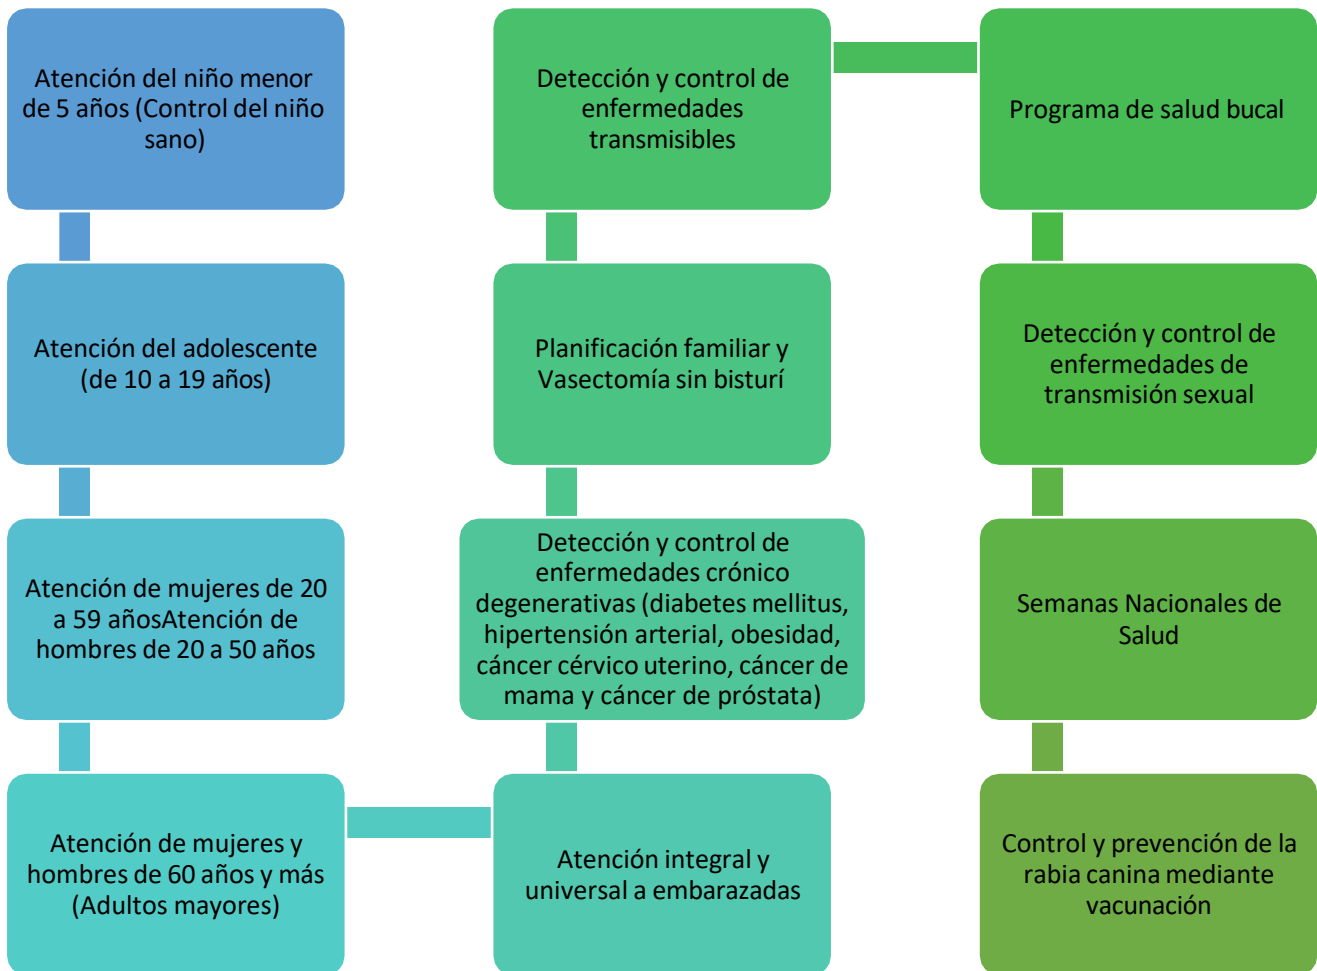 Atención del niño menor
de 5 años (Control del niño
sano)
Atención del adolescente
(de 10 a 19 años)
Atención de mujeres de 20
a 59 añosAtención de
hombres de 20 a 50 años
Atención de mujeres y
hombres de 60 años y más
(Adultos mayores)
Atención integral y
universal a embarazadas
Detección y control de
enfermedades crónico
degenerativas (diabetes mellitus,
hipertensión arterial, obesidad,
cáncer cérvico uterino, cáncer de
mama y cáncer de próstata)
Planificación familiar y
Vasectomía sin bisturí
Detección y control de
enfermedades
transmisibles
Programa de salud bucal
Detección y control de
enfermedades de
transmisión sexual
Semanas Nacionales de
Salud
Control y prevención de la
rabia canina mediante
vacunación